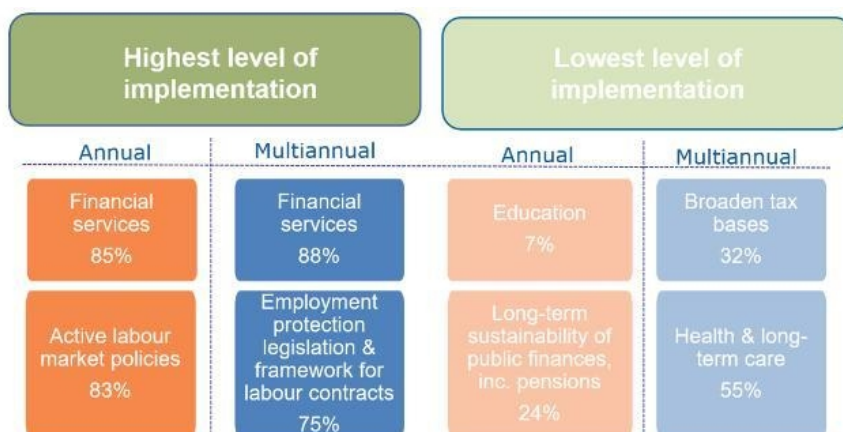 Highest level of
implementation
Lowest level of
implementation
Annual
Multiannual
Annual
Multiannual
Financial
services
85%
Financial
services
88%
Education
7%
Broaden tax
bases
32%
Active labour
market policies
83%
Employment
protection
legislation &
framework for
labour contracts
75%
Long-term
sustainability of
public finances,
inc. pensions
24%
Health & long-
term care
55%